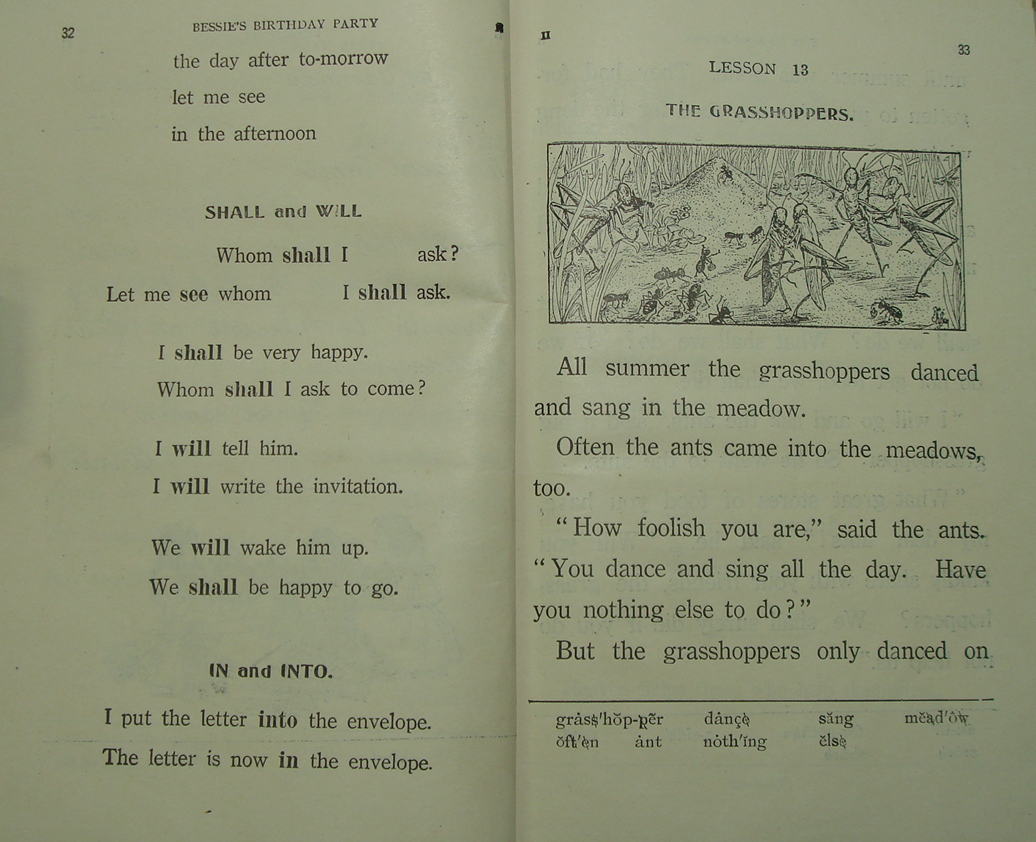 32
BESSIE'S BIRTHDAY PARTY
the day after to-morrow
let me see
in the afternoon
SHALL and WILL
Whom shall I ask?
Let me see whom I shall ask.
I shall be very happy.
Whom shall I ask to come?
I will tell him.
I will write the invitation.
We will wake him up.
We shall be happy to go.
IN and INTO.
I put the letter into the envelope.
The letter is now in the envelope.
II
33
LESSON 13
THE GRASSHOPPERS.
All summer the grasshoppers danced
and sang in the meadow.
Often the ants came into the meadows,
too.
“How foolish you are,” said the ants.
“You dance and sing all the day. Have
you nothing else to do?”
But the grasshoppers only danced on